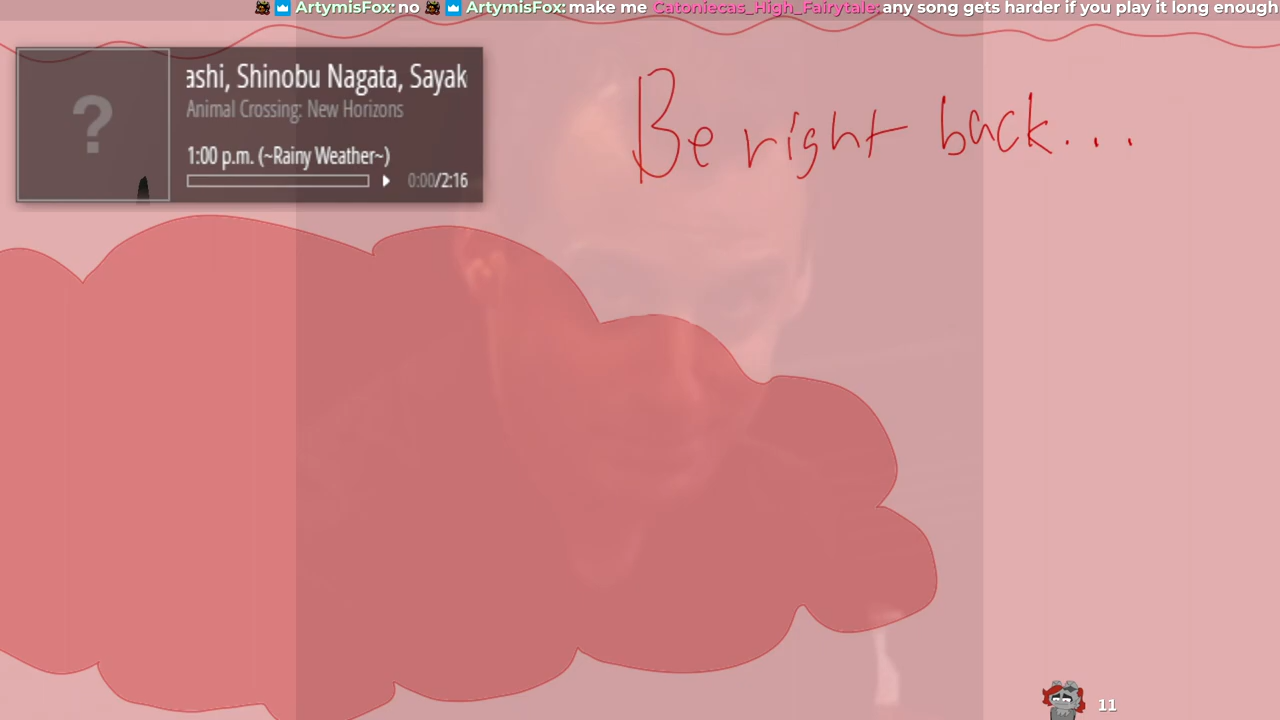 ArtymisFox: no ArtymisFox: make me Catoniecas_High_Fairytale: any song gets harder if you play it long enough
ashi, Shinobu Nagata, Sayak
Animal Crossing: New Horizons
1:00 p.m. (~Rainy Weather~)
0:00/2:16
?
Be right back...
11